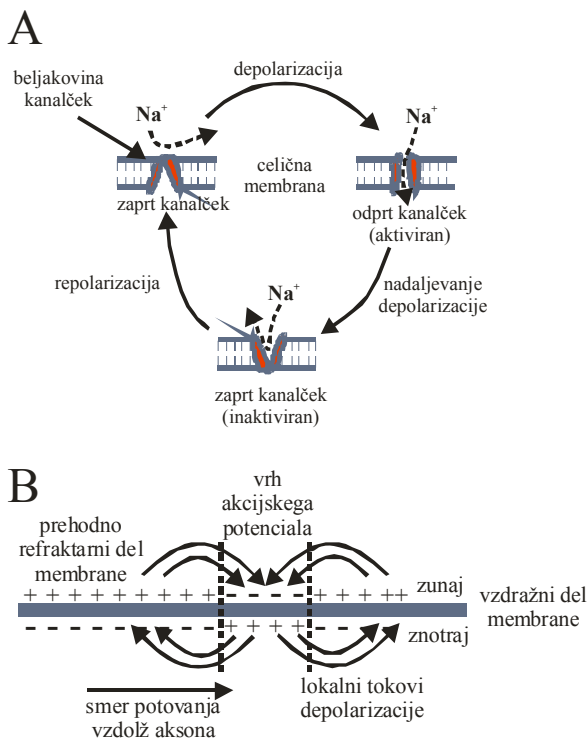 A
depolarizacija
beljakovina
kanalček
Na⁺
Na⁺
celična
membrana
zaprt kanalček
odprt kanalček
(aktiviran)
repolarizacija
Na⁺
nadaljevanje
depolarizacije
zaprt kanalček
(inaktiviran)
B
vrh
akcijskega
potenciala
prehodno
refraktarni del
membrane
+ + + + + + + + +
- - - -
+ + + + ++
zunaj
vzdražni del
membrane
- - - - - - - - -
+ + + +
- - - - -
znotraj
smer potovanja
vzdolž aksona
lokalni tokovi
depolarizacije